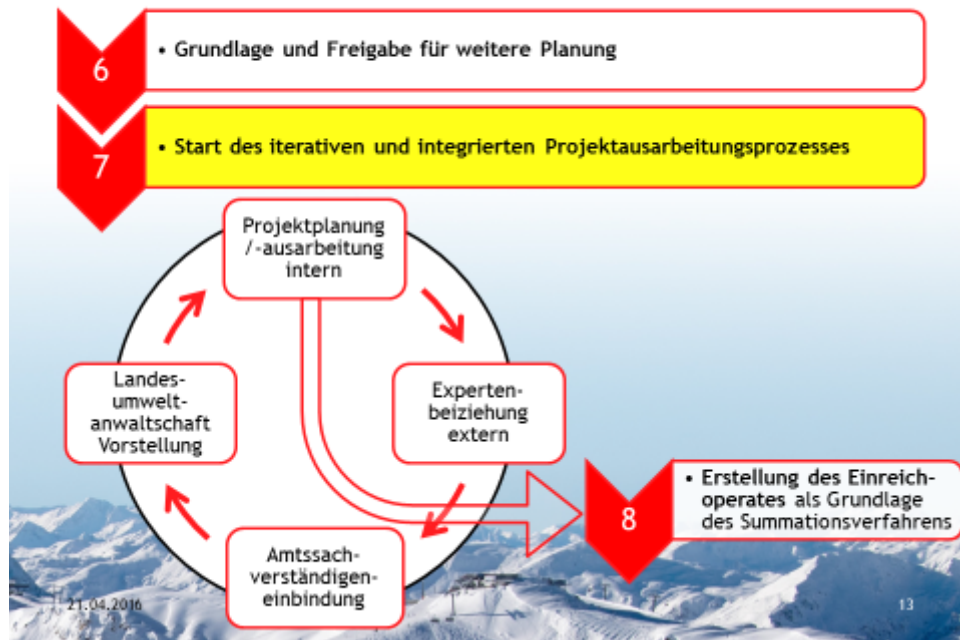 6
• Grundlage und Freigabe für weitere Planung
7
• Start des iterativen und integrierten Projektausarbeitungsprozesses
Projektplanung
/-ausarbeitung
intern
Experten-
beiziehung
extern
Amtssach-
verständigen-
einbindung
Landes-
umwelt-
anwaltschaft
Vorstellung
8
• Erstellung des Einreich-
operates als Grundlage
des Summationsverfahrens
21.04.2016
13